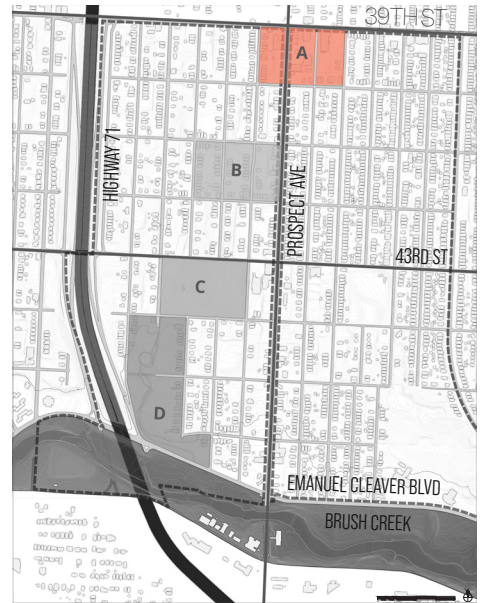 39TH ST
A
HIGHWAY 71
B
PROSPECT AVE
43RD ST
C
D
EMANUEL CLEAVER BLVD
BRUSH CREEK